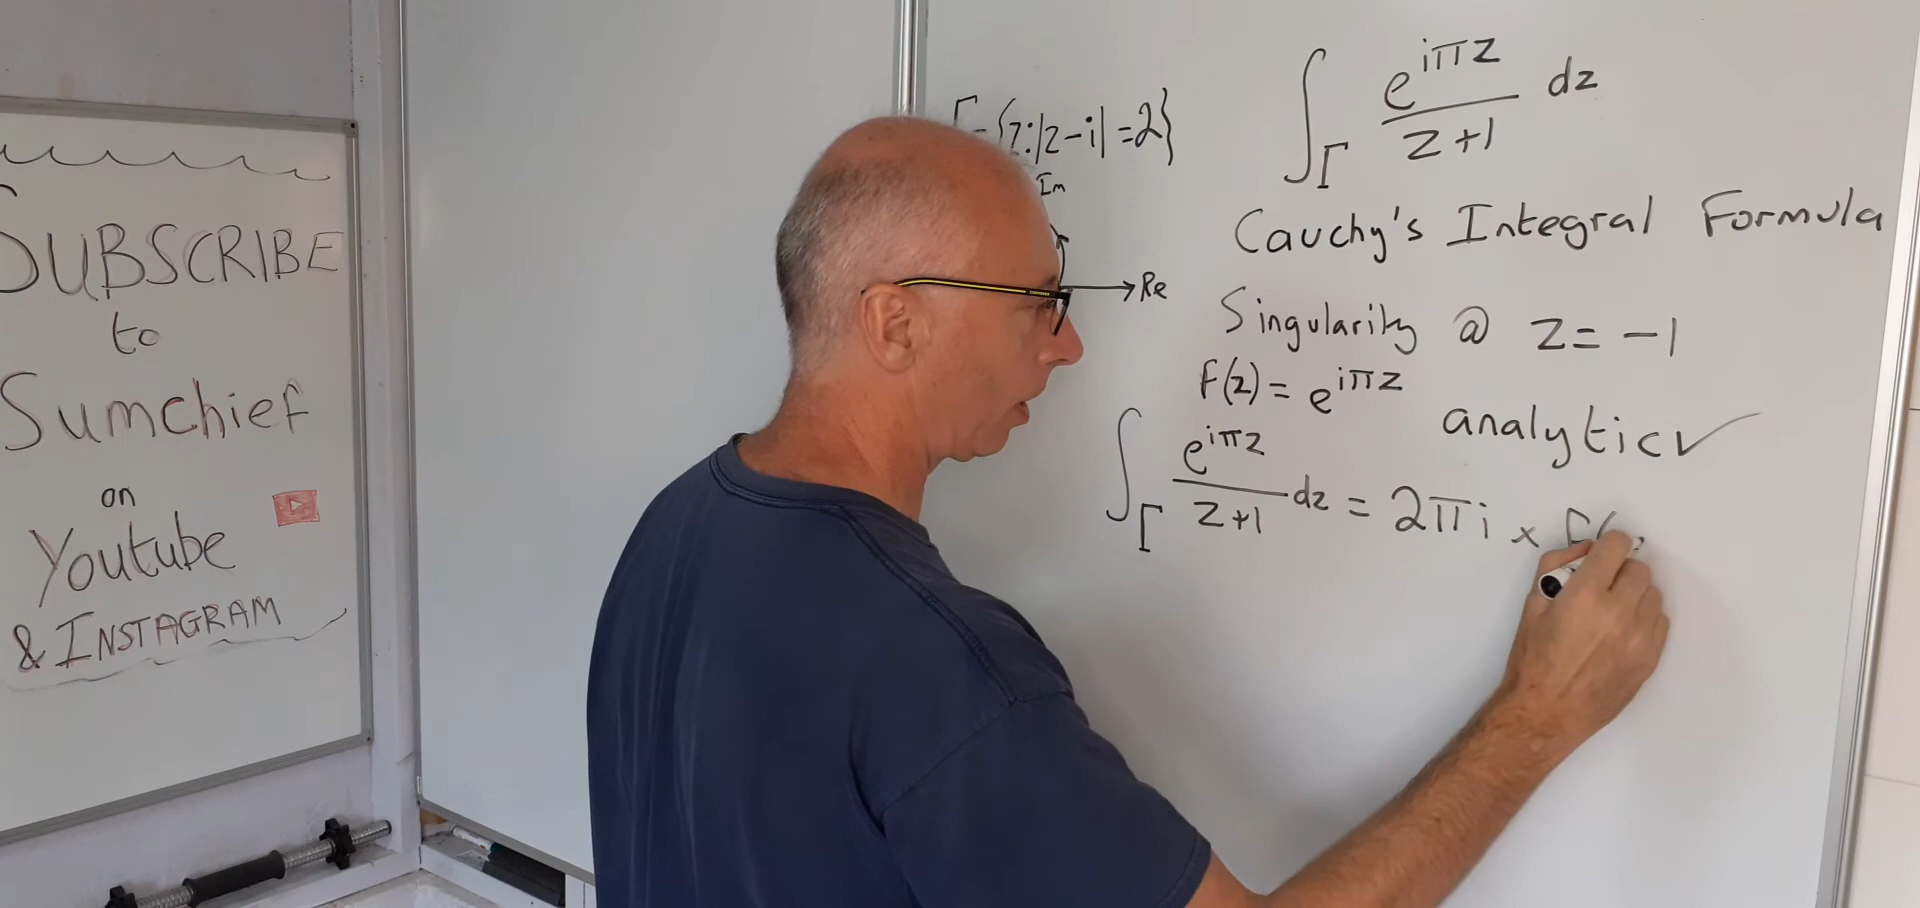 SUBSCRIBE
to
Sumchief
on
Youtube
& INSTAGRAM
Γ = {z:|z-i|=2}
Im
Re
∫Γ e^iπz / z+1 dz
Cauchy's Integral Formula
Singularity @ z = -1
f(z) = e^iπz
analytic ✓
∫Γ e^iπz / z+1 dz = 2πi × F(